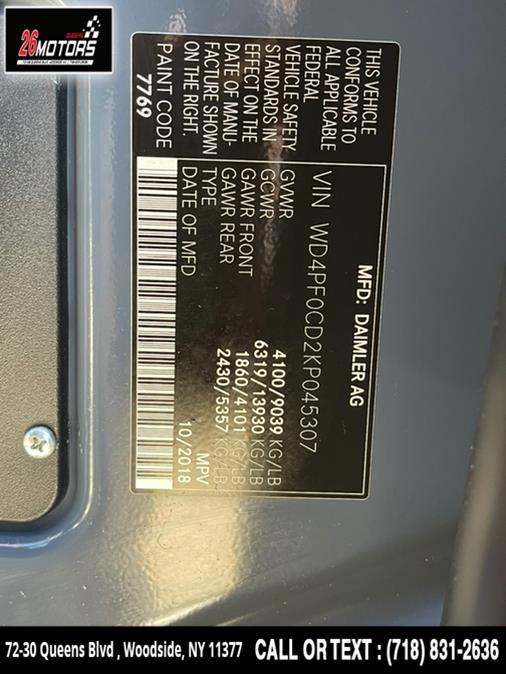 QUEENS
26MOTORS
THIS VEHICLE
CONFORMS TO
ALL APPLICABLE
FEDERAL
VEHICLE SAFETY
STANDARDS IN
EFFECT ON THE
DATE OF MANU-
FACTURE SHOWN
ON THE RIGHT.
PAINT CODE
7769
MFD: DAIMLER AG
VIN WD4PF0CD2KP045307
GVWR 4100/9039 KG/LB
GCWR 6319/13930 KG/LB
GAWR FRONT 1860/4101 KG/LB
GAWR REAR 2430/5357 KG/LB
TYPE MPV
DATE OF MFD 10/2018
72-30 Queens Blvd , Woodside, NY 11377 CALL OR TEXT : (718) 831-2636